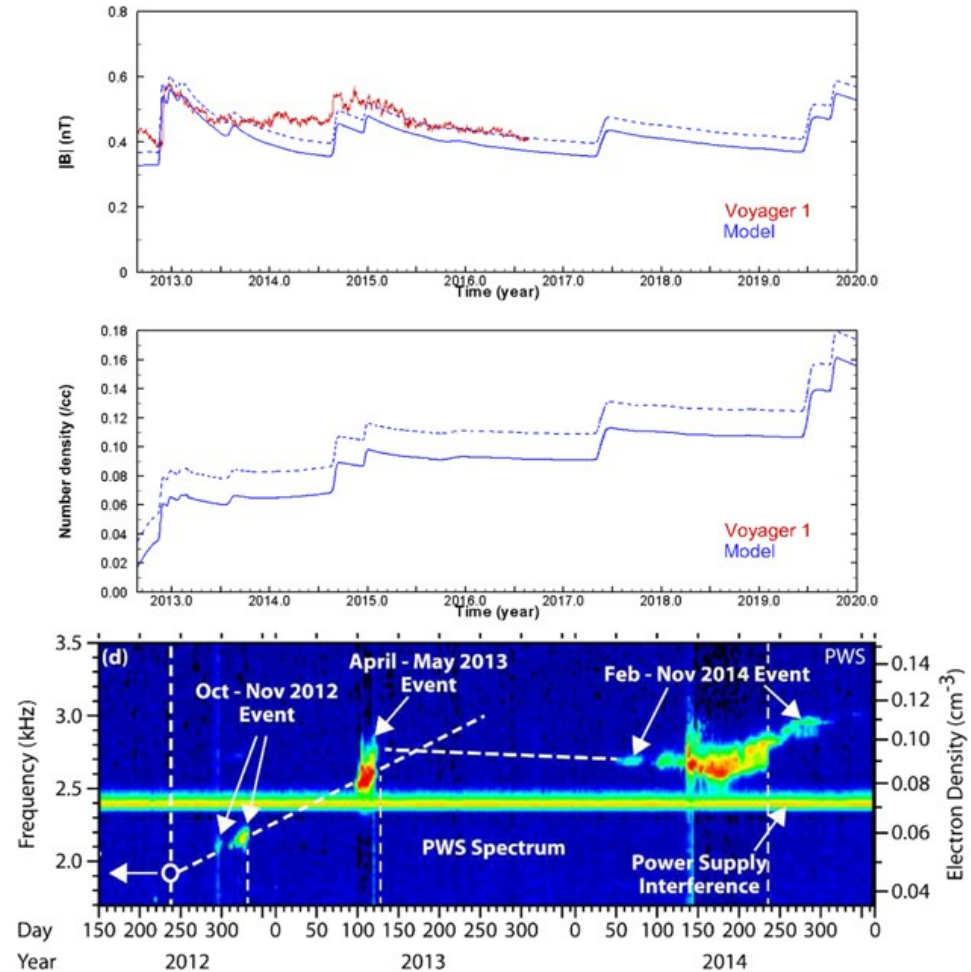 0.8
0.6
0.4
0.2
0
|B| (nT)
Voyager 1
Model
2013.0 2014.0 2015.0 2016.0 2017.0 2018.0 2019.0 2020.0
Time (year)
0.18
0.16
0.14
0.12
0.10
0.08
0.06
0.04
0.02
0.00
Number density (/cc)
Voyager 1
Model
2013.0 2014.0 2015.0 2016.0 2017.0 2018.0 2019.0 2020.0
Time (year)
3.5
3.0
2.5
2.0
Frequency (kHz)
(d)
PWS
Oct - Nov 2012
Event
April - May 2013
Event
Feb - Nov 2014 Event
PWS Spectrum
Power Supply
Interference
0.14
0.12
0.10
0.08
0.06
0.04
Electron Density (cm-3)
Day 150 200 250 300 0 50 100 150 200 250 300 0 50 100 150 200 250 300 0
Year 2012 2013 2014